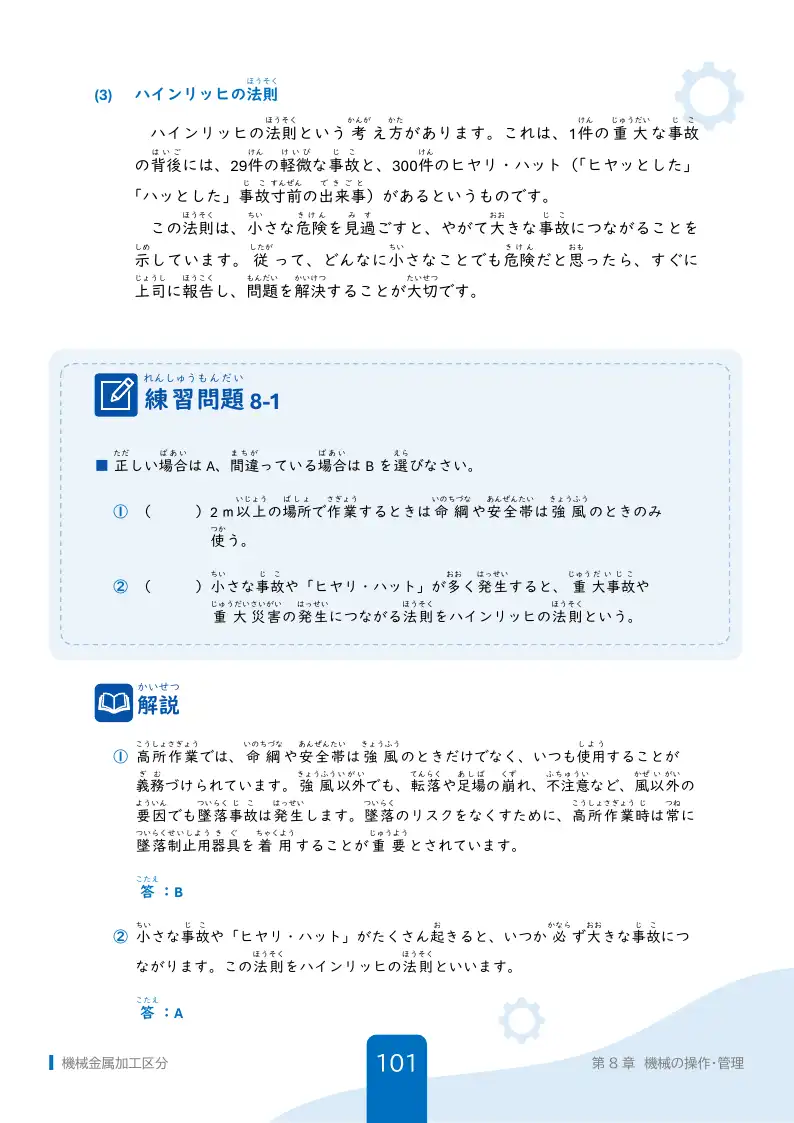 (3) ハインリッヒの法則
ハインリッヒの法則という考え方があります。これは、1件の重大な事故
の背後には、29件の軽微な事故と、300件のヒヤリ・ハット（「ヒヤッとした」
「ハッとした」事故寸前の出来事）があるというものです。
この法則は、小さな危険を見過ごすと、やがて大きな事故につながることを
示しています。従って、どんなに小さなことでも危険だと思ったら、すぐに
上司に報告し、問題を解決することが大切です。
練習問題 8-1
■ 正しい場合は A、間違っている場合は B を選びなさい。
① （　　）2 m以上の場所で作業するときは命綱や安全帯は強風のときのみ
使う。
② （　　）小さな事故や「ヒヤリ・ハット」が多く発生すると、重大事故や
重大災害の発生につながる法則をハインリッヒの法則という。
解説
① 高所作業では、命綱や安全帯は強風のときだけでなく、いつも使用することが
義務づけられています。強風以外でも、転落や足場の崩れ、不注意など、風以外の
要因でも墜落事故は発生します。墜落のリスクをなくすために、高所作業時は常に
墜落制止用器具を着用することが重要とされています。
答：B
② 小さな事故や「ヒヤリ・ハット」がたくさん起きると、いつか必ず大きな事故につ
ながります。この法則をハインリッヒの法則といいます。
答：A
機械金属加工区分
101
第 8 章 機械の操作・管理